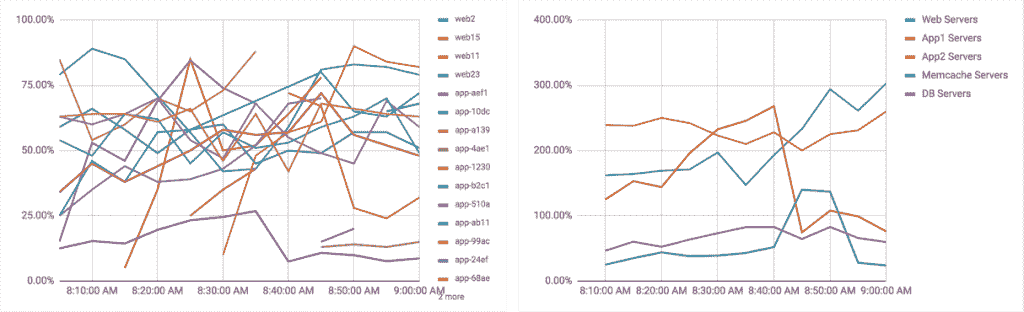 100.00%
75.00%
50.00%
25.00%
0.00%
8:10:00 AM
8:20:00 AM
8:30:00 AM
8:40:00 AM
8:50:00 AM
9:00:00 AM
web2
web15
web11
web23
app-aef1
app-10dc
app-a139
app-4ae1
app-1230
app-b2c1
app-510a
app-ab11
app-99ac
app-24ef
app-68ae
2 more
400.00%
300.00%
200.00%
100.00%
0.00%
8:10:00 AM
8:20:00 AM
8:30:00 AM
8:40:00 AM
8:50:00 AM
9:00:00 AM
Web Servers
App1 Servers
App2 Servers
Memcache Servers
DB Servers